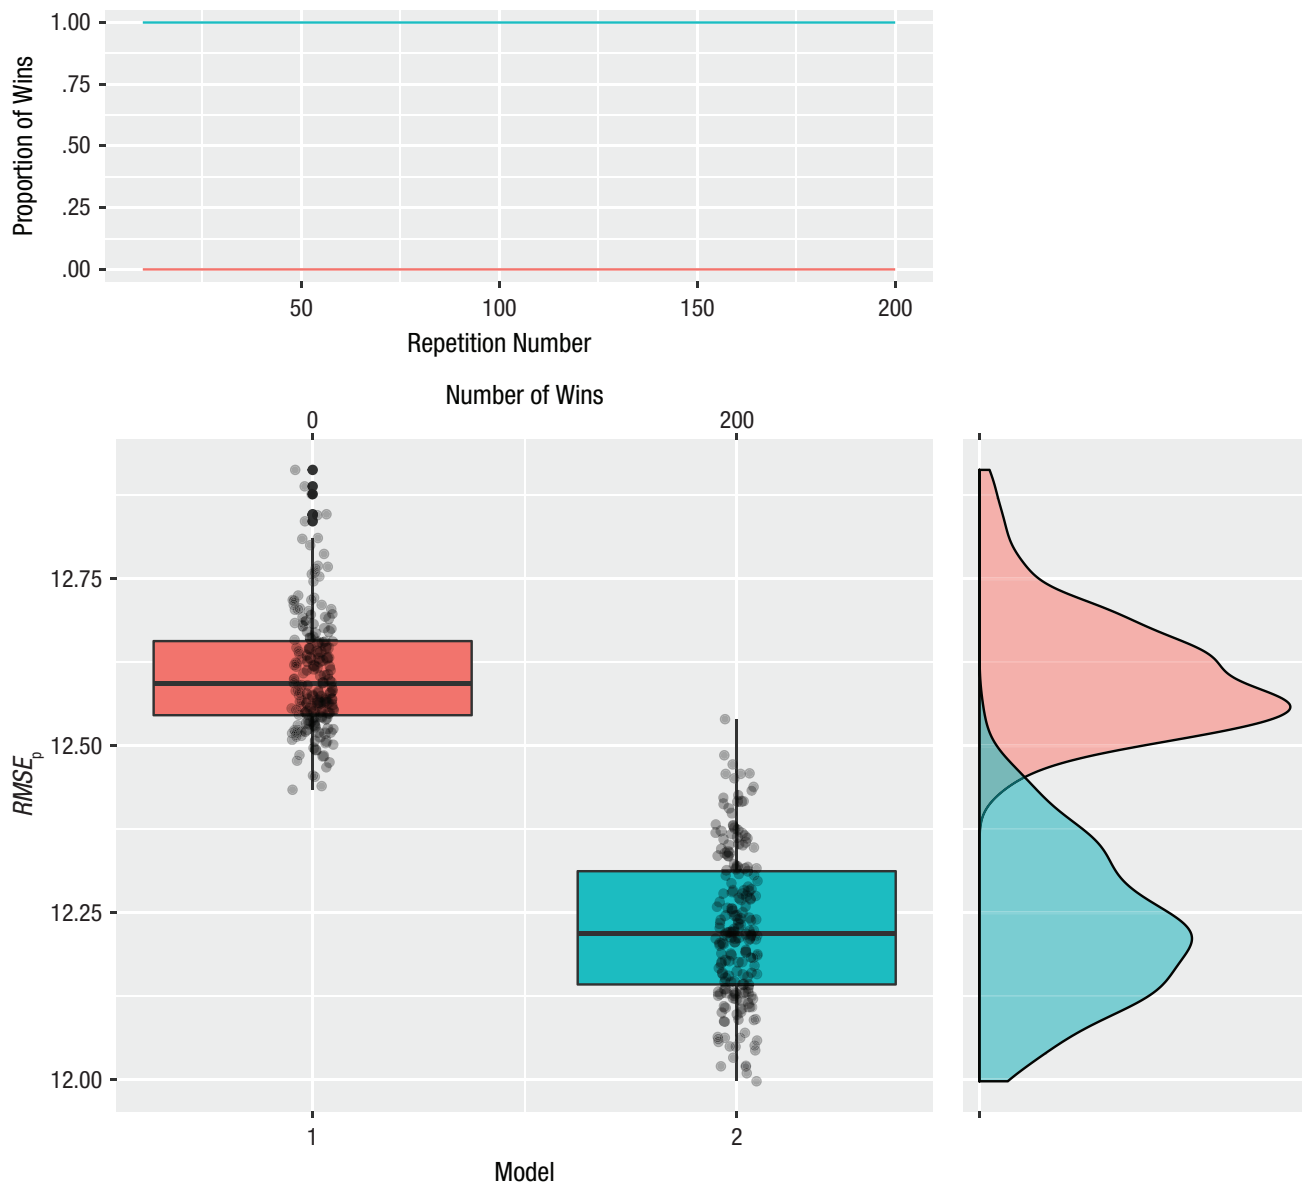 Proportion of Wins
1.00
.75
.50
.25
.00
50 100 150 200
Repetition Number
Number of Wins
0 200
RMSEp
12.75
12.50
12.25
12.00
1 2
Model